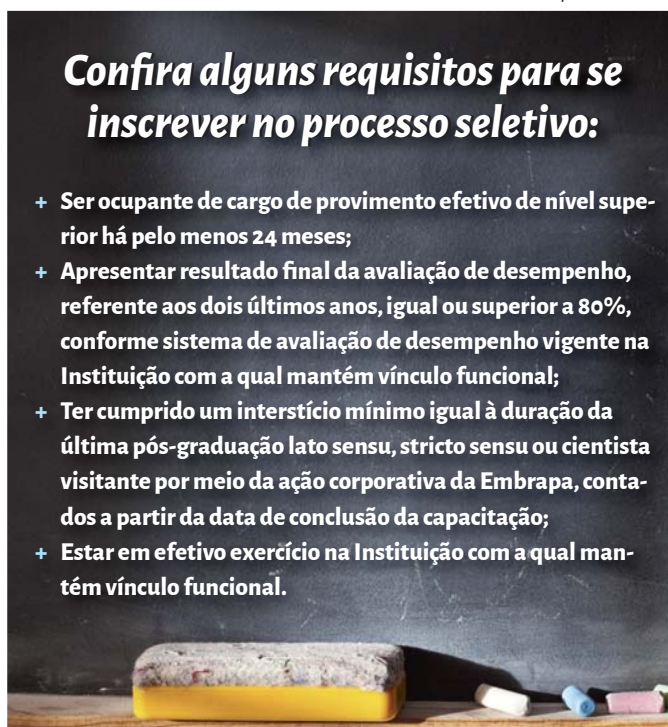 Confira alguns requisitos para se
inscrever no processo seletivo:
+ Ser ocupante de cargo de provimento efetivo de nível supe-
rior há pelo menos 24 meses;
+ Apresentar resultado final da avaliação de desempenho,
referente aos dois últimos anos, igual ou superior a 80%,
conforme sistema de avaliação de desempenho vigente na
Instituição com a qual mantém vínculo funcional;
+ Ter cumprido um interstício mínimo igual à duração da
última pós-graduação lato sensu, stricto sensu ou cientista
visitante por meio da ação corporativa da Embrapa, conta-
dos a partir da data de conclusão da capacitação;
+ Estar em efetivo exercício na Instituição com a qual man-
tém vínculo funcional.